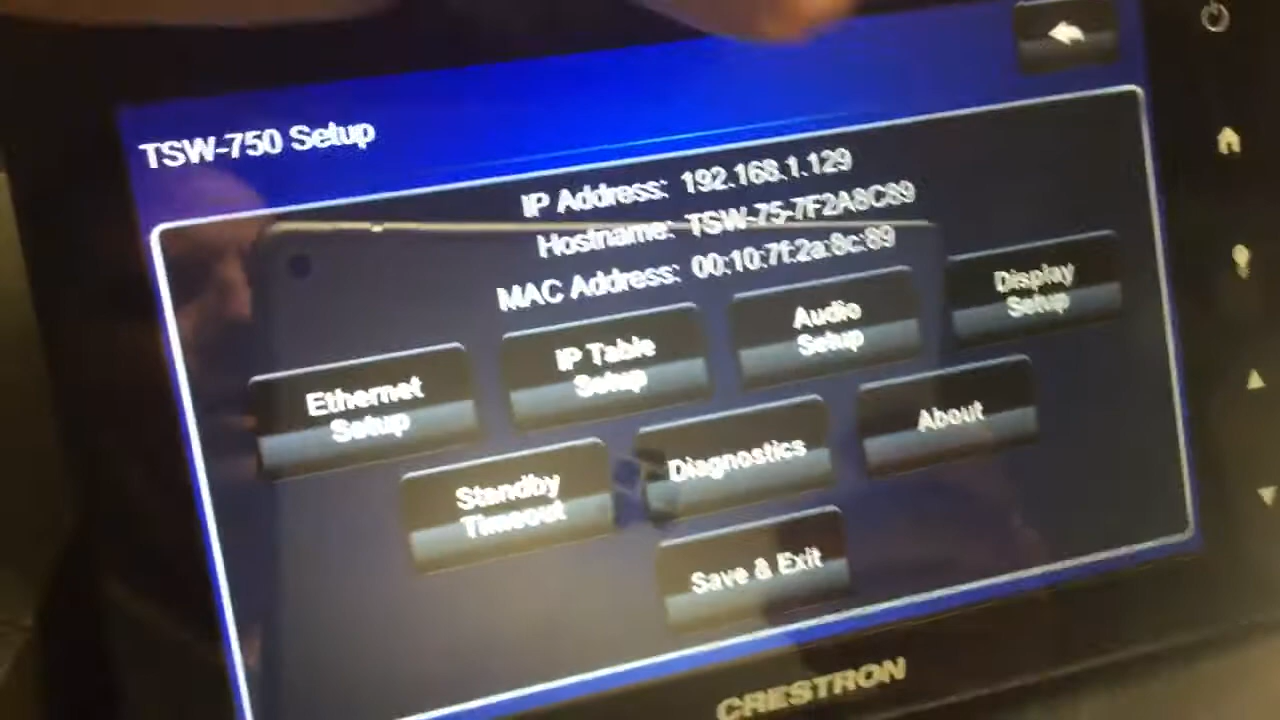 TSW-750 Setup
IP Address: 192.168.1.129
Hostname: TSW-75-7F2A8C89
MAC Address: 00:10:7f:2a:8c:89
Ethernet
Setup
IP Table
Setup
Audio
Setup
Display
Setup
Standby
Timeout
Diagnostics
About
Save & Exit
CRESTRON